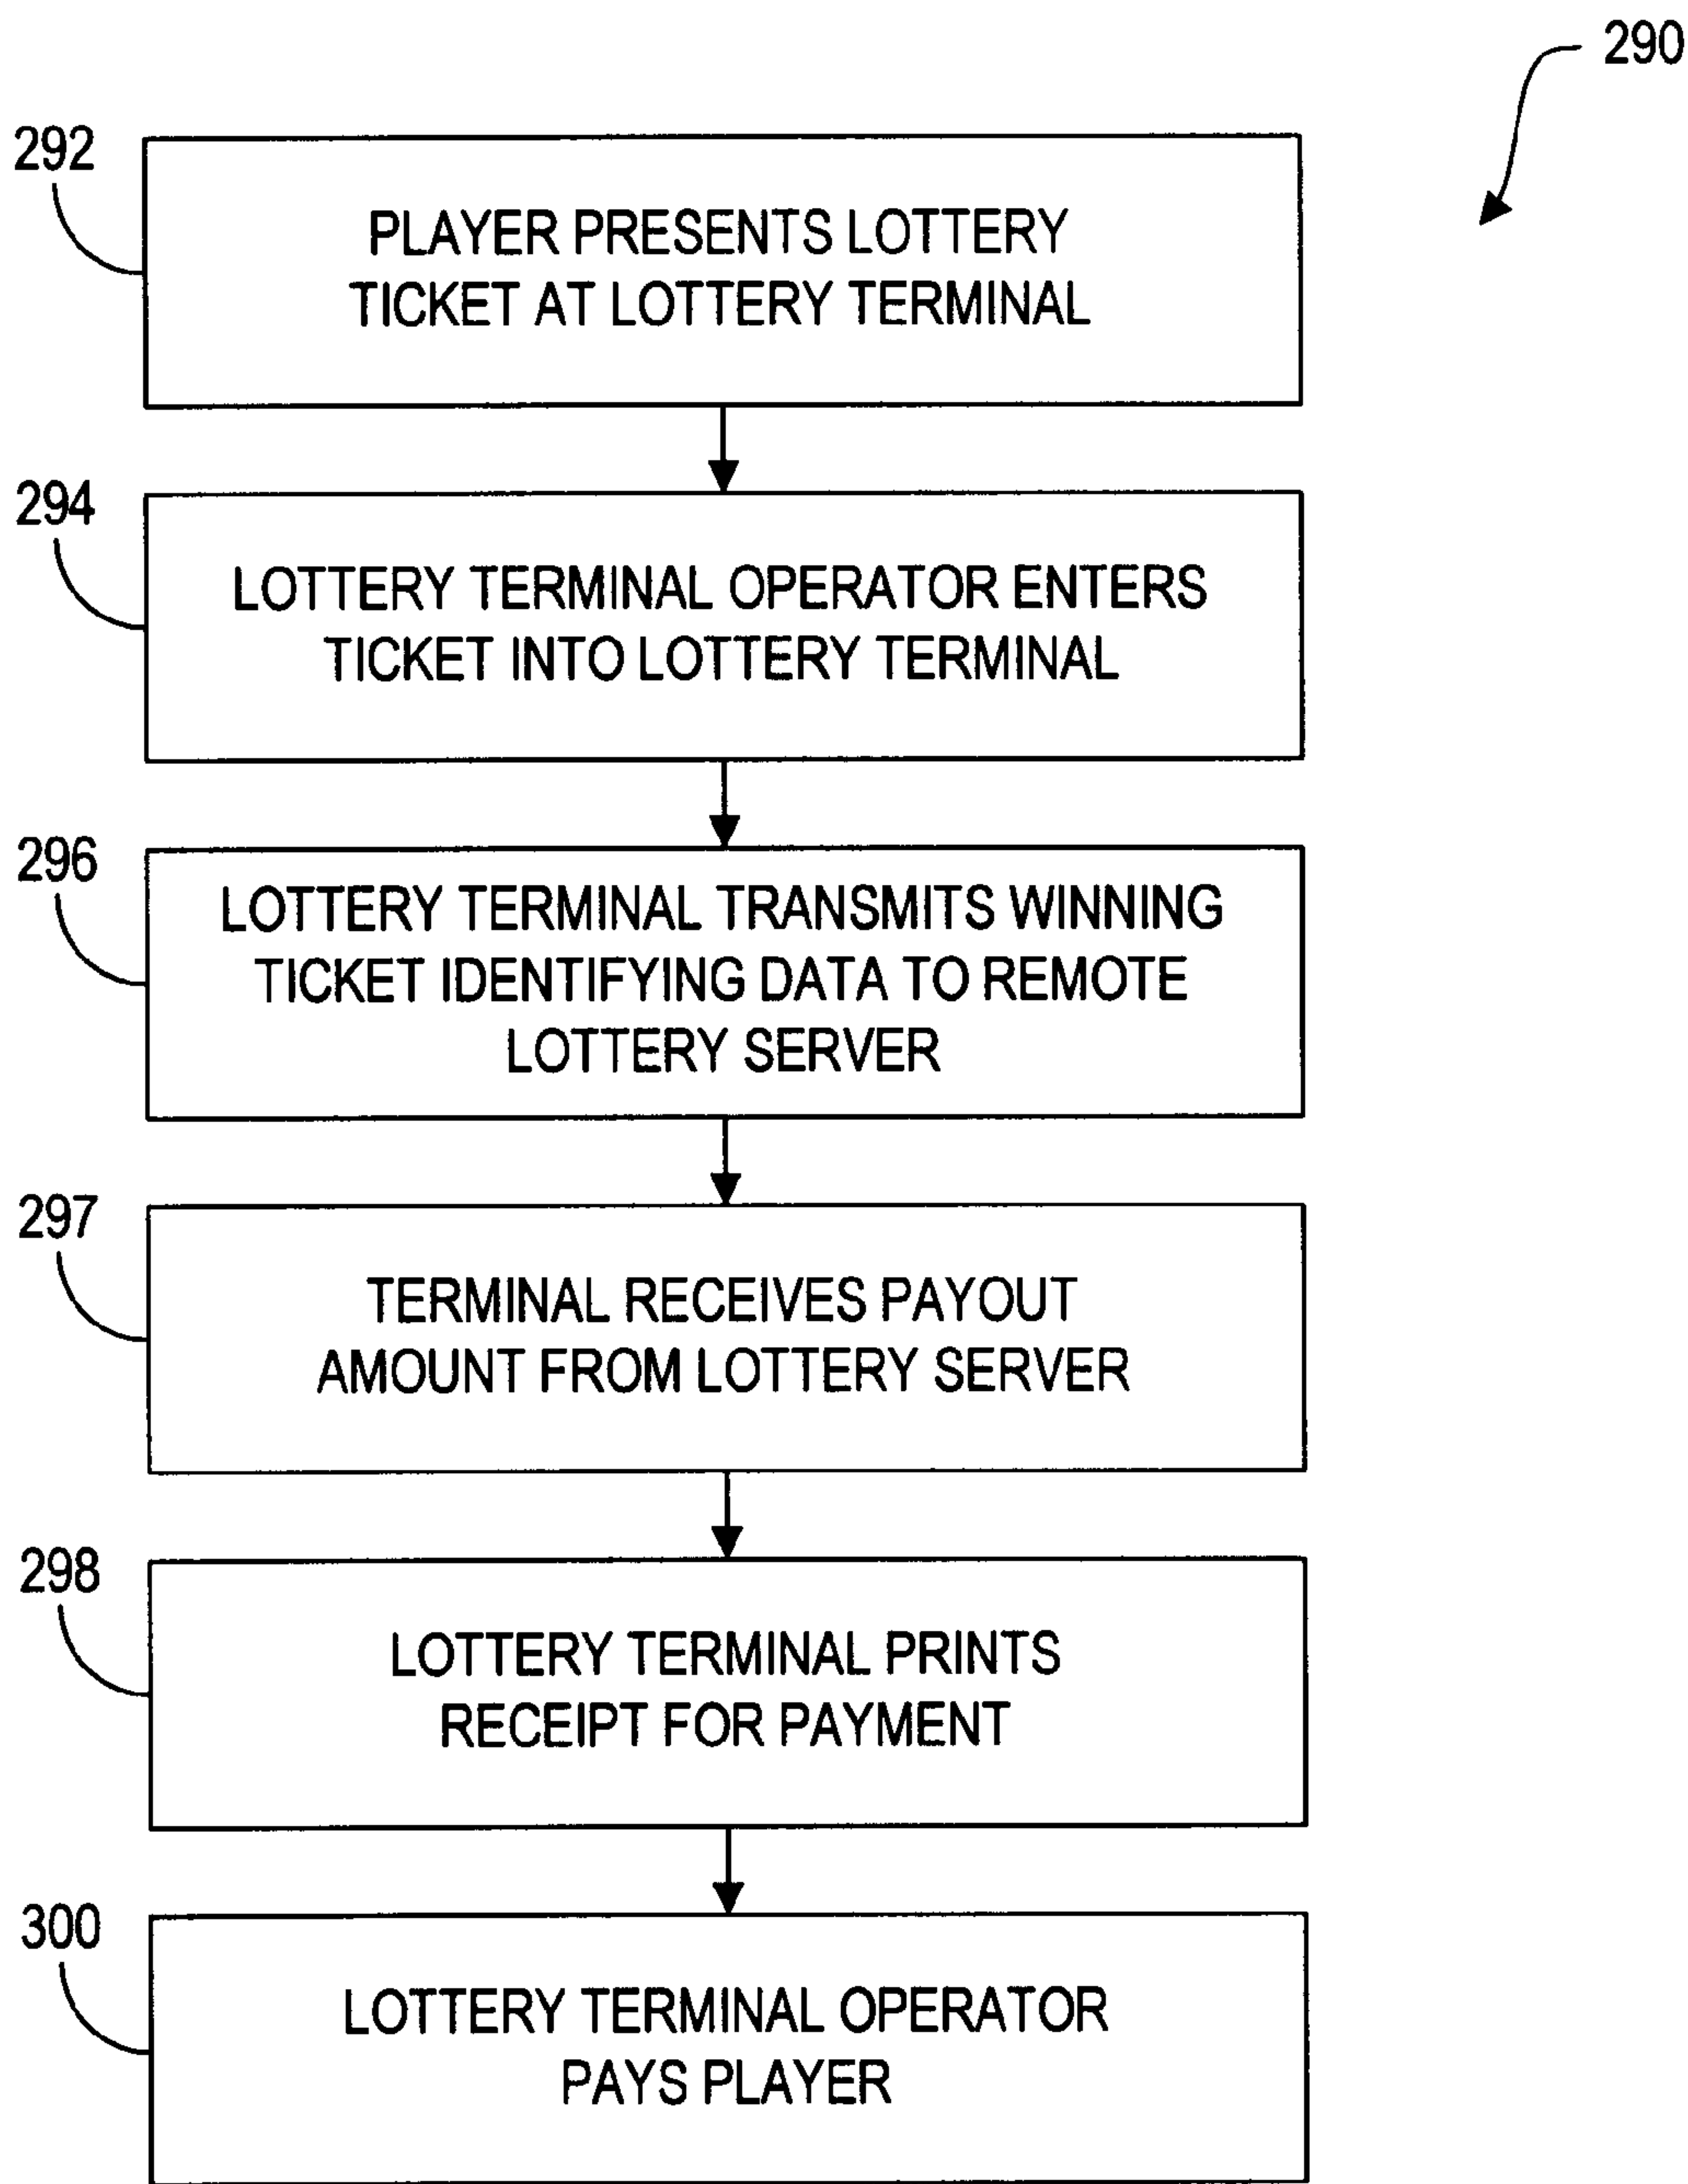 290
292
PLAYER PRESENTS LOTTERY
TICKET AT LOTTERY TERMINAL
294
LOTTERY TERMINAL OPERATOR ENTERS
TICKET INTO LOTTERY TERMINAL
296
LOTTERY TERMINAL TRANSMITS WINNING
TICKET IDENTIFYING DATA TO REMOTE
LOTTERY SERVER
297
TERMINAL RECEIVES PAYOUT
AMOUNT FROM LOTTERY SERVER
298
LOTTERY TERMINAL PRINTS
RECEIPT FOR PAYMENT
300
LOTTERY TERMINAL OPERATOR
PAYS PLAYER